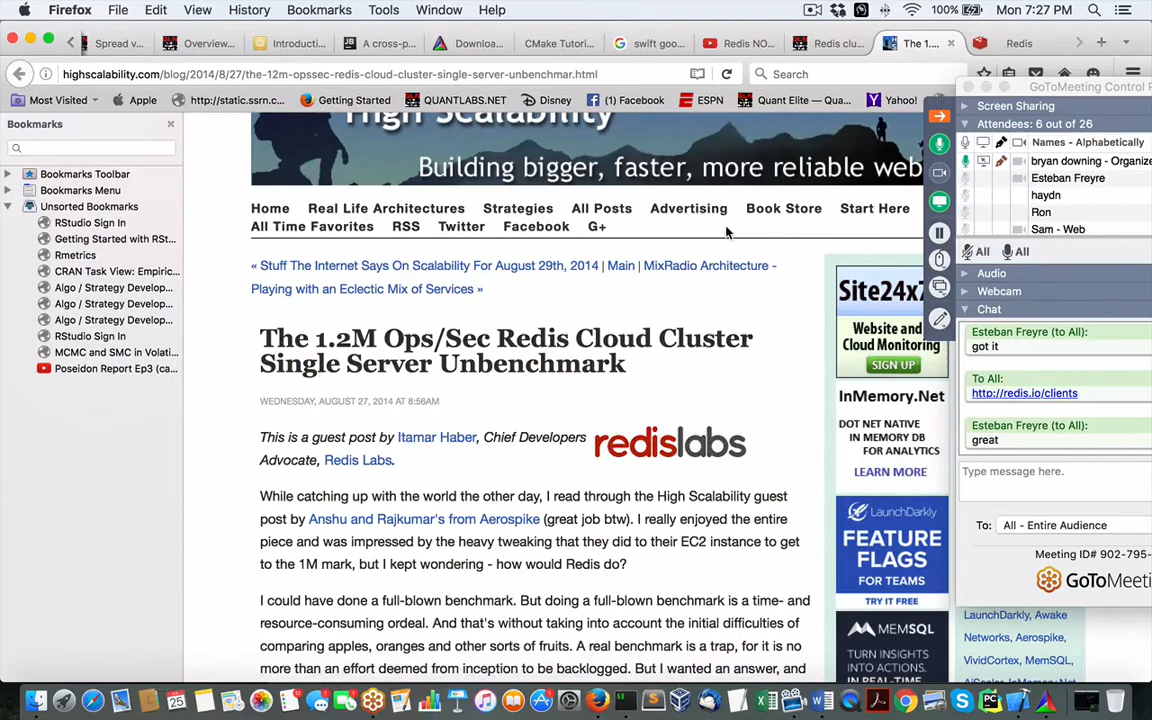 Firefox File Edit View History Bookmarks Tools Window Help 100% Mon 7:27 PM
Spread v... Overview... Introducti... A cross-p... Downloa... CMake Tutori... swift goo... Redis NO... Redis clu... The 1.... Redis
highscalability.com/blog/2014/8/27/the-12m-opssec-redis-cloud-cluster-single-server-unbenchmar.html Search
Most Visited Apple http://static.ssrn.c... Getting Started QUANTLABS.NET Disney (1) Facebook ESPN Quant Elite — Qua... Yahoo!
Bookmarks
Bookmarks Toolbar
Bookmarks Menu
Unsorted Bookmarks
RStudio Sign In
Getting Started with RSt...
Rmetrics
CRAN Task View: Empiric...
Algo / Strategy Develop...
Algo / Strategy Develop...
Algo / Strategy Develop...
RStudio Sign In
MCMC and SMC in Volati...
Poseidon Report Ep3 (ca...
High Scalability
Building bigger, faster, more reliable web
Home Real Life Architectures Strategies All Posts Advertising Book Store Start Here
All Time Favorites RSS Twitter Facebook G+
« Stuff The Internet Says On Scalability For August 29th, 2014 | Main | MixRadio Architecture -
Playing with an Eclectic Mix of Services »
The 1.2M Ops/Sec Redis Cloud Cluster
Single Server Unbenchmark
WEDNESDAY, AUGUST 27, 2014 AT 8:56AM
This is a guest post by Itamar Haber, Chief Developers
Advocate, Redis Labs.
redislabs
While catching up with the world the other day, I read through the High Scalability guest
post by Anshu and Rajkumar's from Aerospike (great job btw). I really enjoyed the entire
piece and was impressed by the heavy tweaking that they did to their EC2 instance to get
to the 1M mark, but I kept wondering - how would Redis do?
I could have done a full-blown benchmark. But doing a full-blown benchmark is a time- and
resource-consuming ordeal. And that's without taking into account the initial difficulties of
comparing apples, oranges and other sorts of fruits. A real benchmark is a trap, for it is no
more than an effort deemed from inception to be backlogged. But I wanted an answer, and
Site24x7
Website and
Cloud Monitoring
SIGN UP
InMemory.Net
DOT NET NATIVE
IN MEMORY DB
FOR ANALYTICS
LEARN MORE
LaunchDarkly
FEATURE
FLAGS
FOR TEAMS
TRY IT FREE
MEMSQL
TURN INSIGHTS
INTO ACTIONS
GoToMeeting Control P
Screen Sharing
Attendees: 6 out of 26
Names - Alphabetically
bryan downing - Organize
Esteban Freyre
haydn
Ron
Sam - Web
All All
Audio
Webcam
Chat
Esteban Freyre (to All):
got it
To All:
http://redis.io/clients
Esteban Freyre (to All):
great
Type message here.
To: All - Entire Audience
Meeting ID# 902-795-
GoToMeeti
LaunchDarkly, Awake
Networks, Aerospike,
VividCortex, MemSQL,
AiScaler, InMemory.Net
25